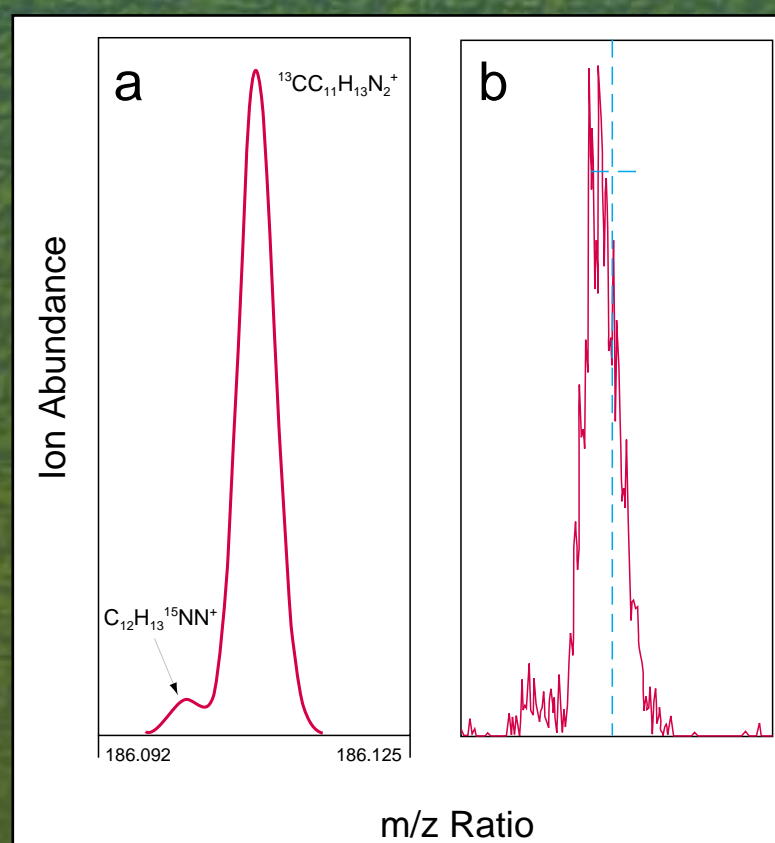 a
¹³CC₁₁H₁₃N₂⁺
b
Ion Abundance
C₁₂H₁₃¹⁵NN⁺
186.092 186.125
m/z Ratio